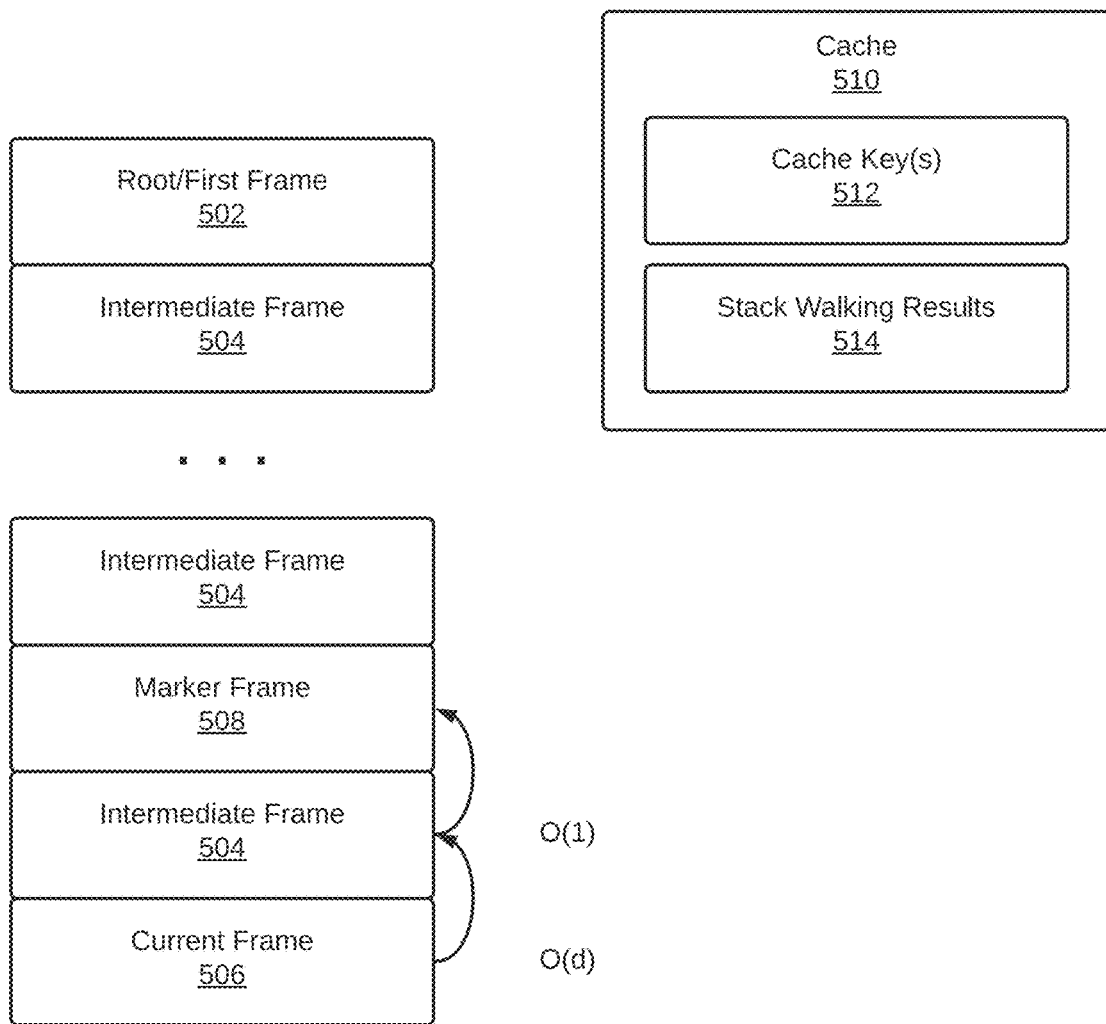 Cache
510
Cache Key(s)
512
Stack Walking Results
514
Root/First Frame
502
Intermediate Frame
504
. . .
Intermediate Frame
504
Marker Frame
508
Intermediate Frame
504
O(1)
Current Frame
506
O(d)